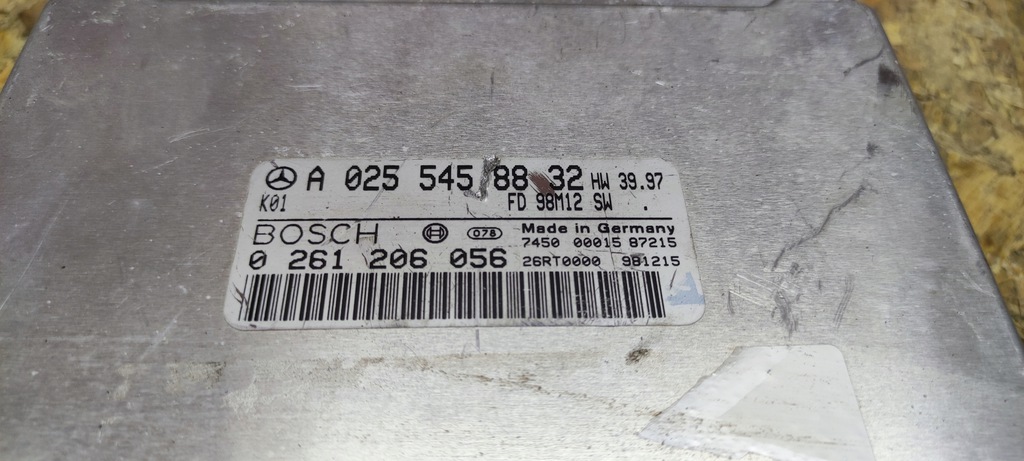 A 025 545 88 32 HW 39.97
K01 FD 98M12 SW .
BOSCH 078 Made in Germany
7450 00015 87215
0 261 206 056 26RT0000 981215